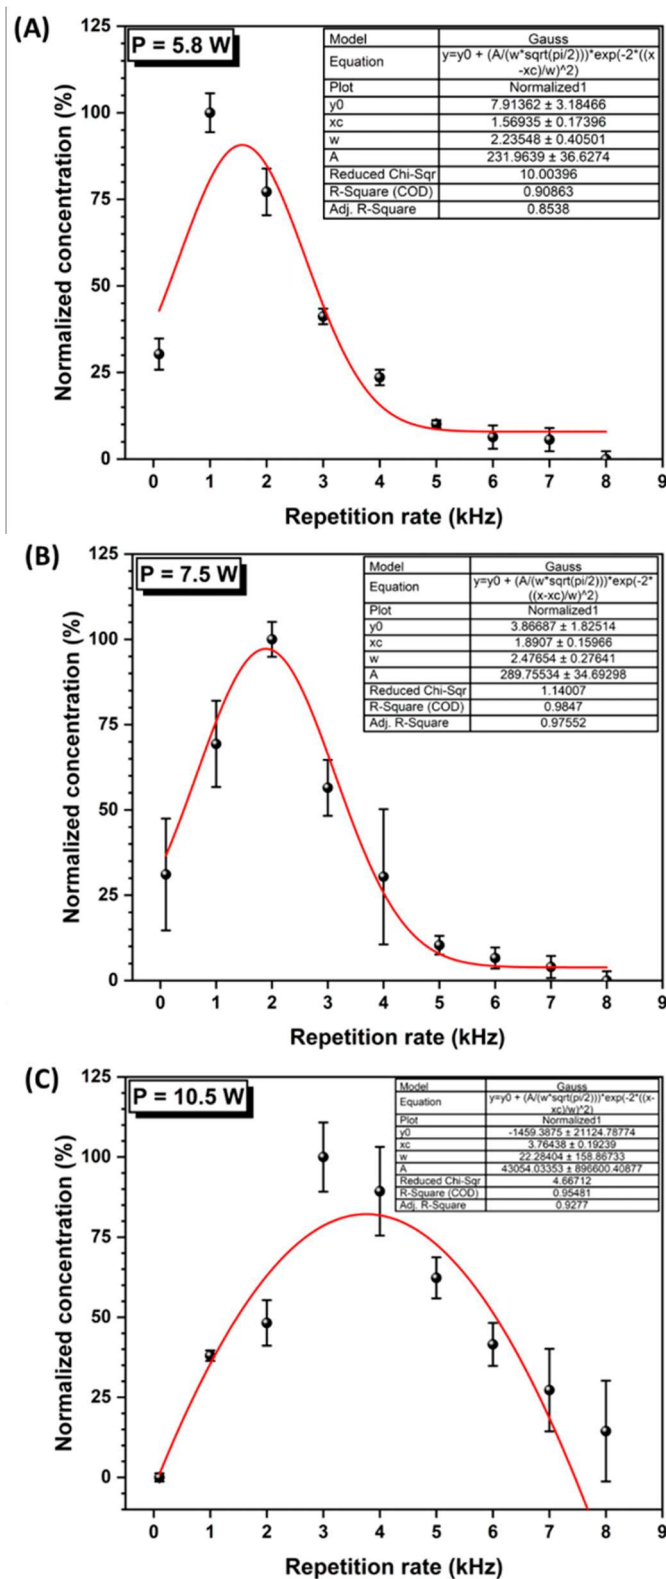 (A)
P = 5.8 W
Model Gauss
Equation y=y0 + (A/(w*sqrt(pi/2)))*exp(-2*((x
-xc)/w)^2)
Plot Normalized1
y0 7.91362 ± 3.18466
xc 1.56935 ± 0.17396
w 2.23548 ± 0.40501
A 231.9639 ± 36.6274
Reduced Chi-Sqr 10.00396
R-Square (COD) 0.90863
Adj. R-Square 0.8538
Normalized concentration (%)
125
100
75
50
25
0
0 1 2 3 4 5 6 7 8 9
Repetition rate (kHz)
(B)
P = 7.5 W
Model Gauss
Equation y=y0 + (A/(w*sqrt(pi/2)))*exp(-2*
((x-xc)/w)^2)
Plot Normalized1
y0 3.86687 ± 1.82514
xc 1.8907 ± 0.15966
w 2.47654 ± 0.27641
A 289.75534 ± 34.69298
Reduced Chi-Sqr 1.14007
R-Square (COD) 0.9847
Adj. R-Square 0.97552
Normalized concentration (%)
125
100
75
50
25
0
0 1 2 3 4 5 6 7 8 9
Repetition rate (kHz)
(C)
P = 10.5 W
Model Gauss
Equation y=y0 + (A/(w*sqrt(pi/2)))*exp(-2*((x-
xc)/w)^2)
Plot Normalized1
y0 -1459.3875 ± 21124.78774
xc 3.76438 ± 0.19239
w 22.28404 ± 158.86733
A 43054.03353 ± 896600.40877
Reduced Chi-Sqr 4.66712
R-Square (COD) 0.95481
Adj. R-Square 0.9277
Normalized concentration (%)
125
100
75
50
25
0
0 1 2 3 4 5 6 7 8 9
Repetition rate (kHz)